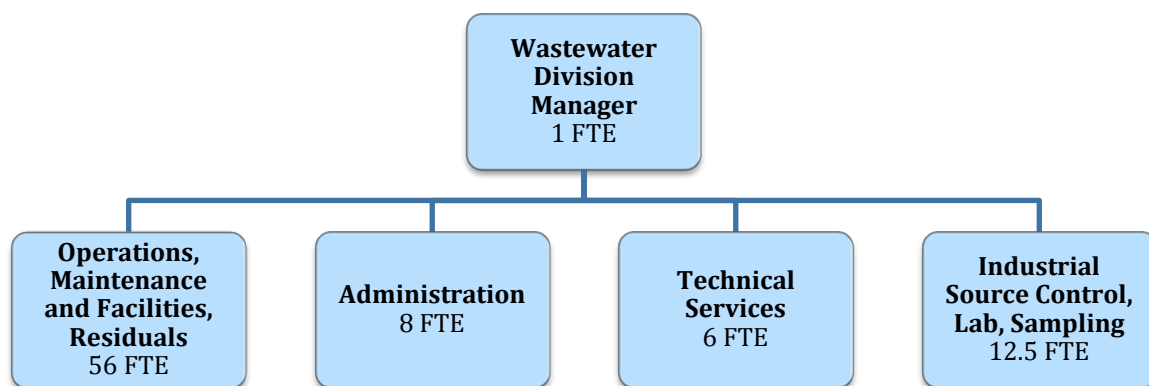 Wastewater
Division
Manager
1 FTE
Operations,
Maintenance
and Facilities,
Residuals
56 FTE
Administration
8 FTE
Technical
Services
6 FTE
Industrial
Source Control,
Lab, Sampling
12.5 FTE